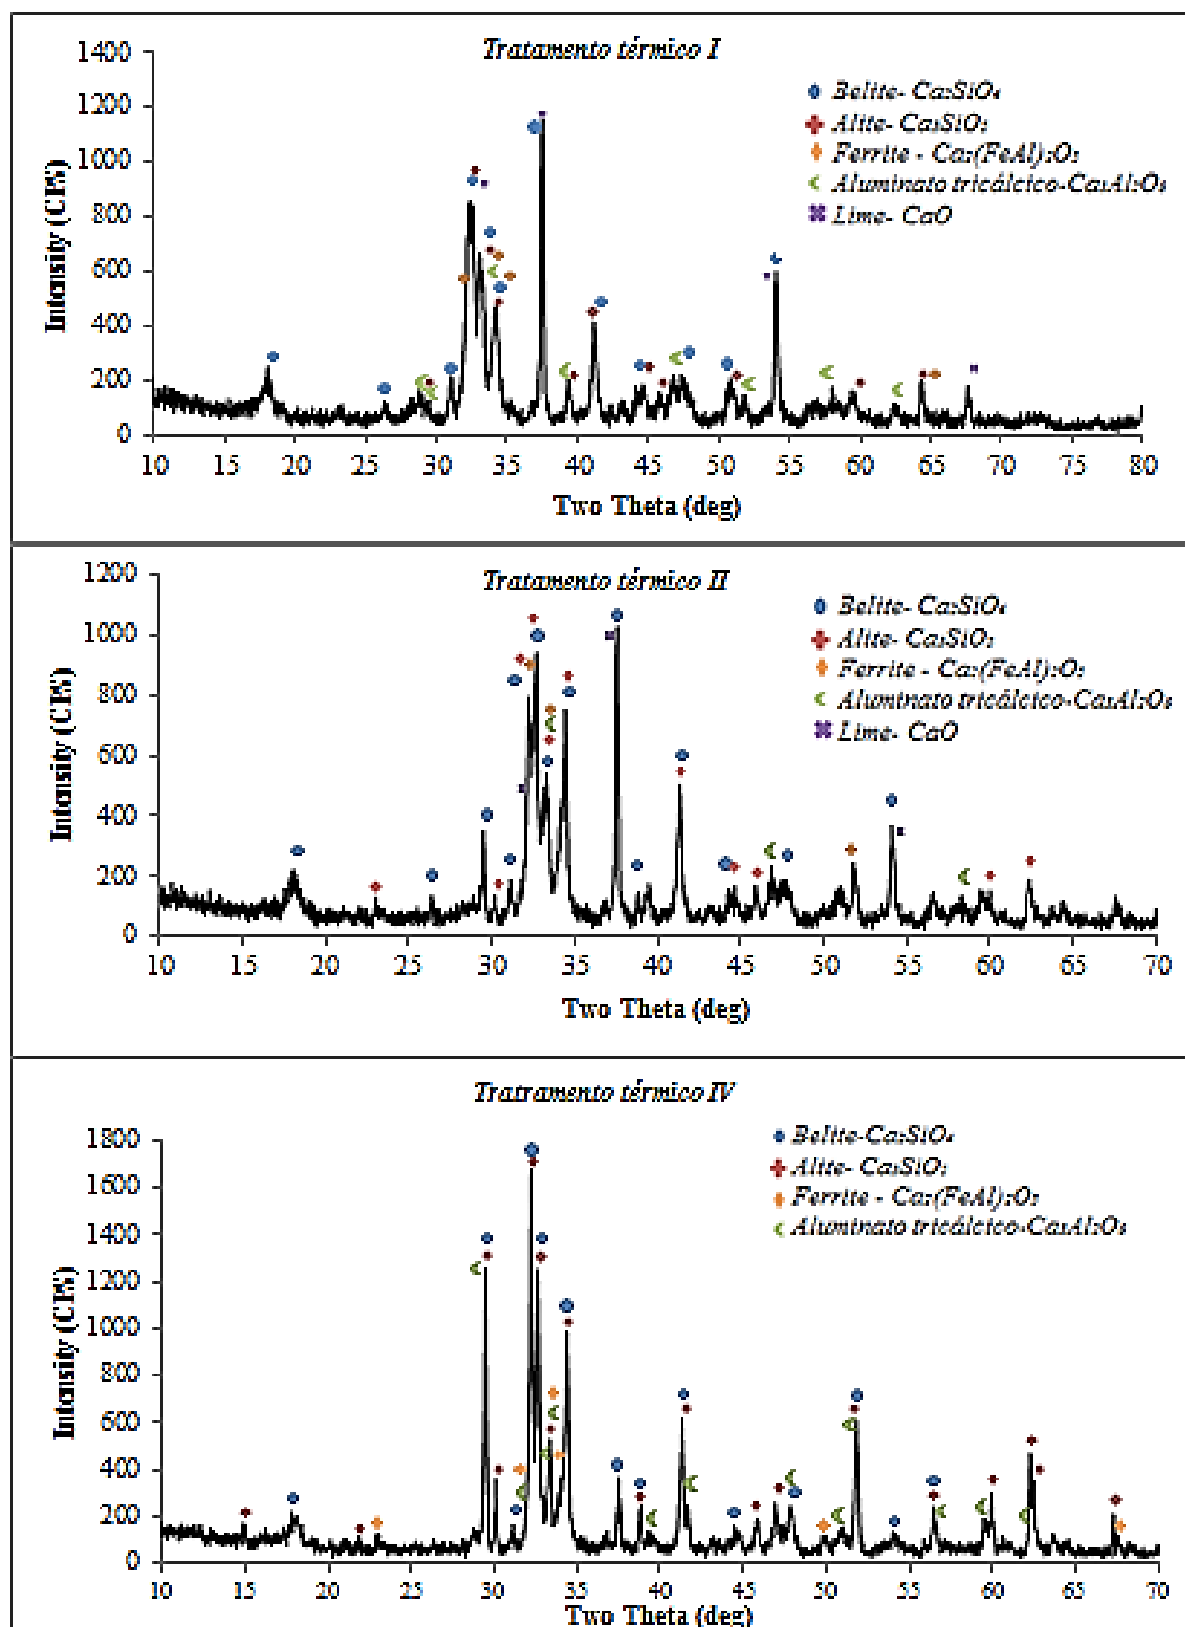 Tratamento térmico I
1400
1200
1000
800
600
400
200
0
Intensity (CPS)
Belite- Ca₂SiO₄
Alite- Ca₃SiO₅
Ferrite - Ca₂(FeAl)₂O₅
Aluminato tricálcico-Ca₃Al₂O₆
Lime- CaO
10 15 20 25 30 35 40 45 50 55 60 65 70 75 80
Two Theta (deg)
Tratamento térmico II
1200
1000
800
600
400
200
0
Intensity (CPS)
Belite- Ca₂SiO₄
Alite- Ca₃SiO₅
Ferrite - Ca₂(FeAl)₂O₅
Aluminato tricálcico-Ca₃Al₂O₆
Lime- CaO
10 15 20 25 30 35 40 45 50 55 60 65 70
Two Theta (deg)
Tratramento térmico IV
1800
1600
1400
1200
1000
800
600
400
200
0
Intensity (CPS)
Belite-Ca₂SiO₄
Alite- Ca₃SiO₅
Ferrite - Ca₂(FeAl)₂O₅
Aluminato tricálcico-Ca₃Al₂O₆
10 15 20 25 30 35 40 45 50 55 60 65 70
Two Theta (deg)